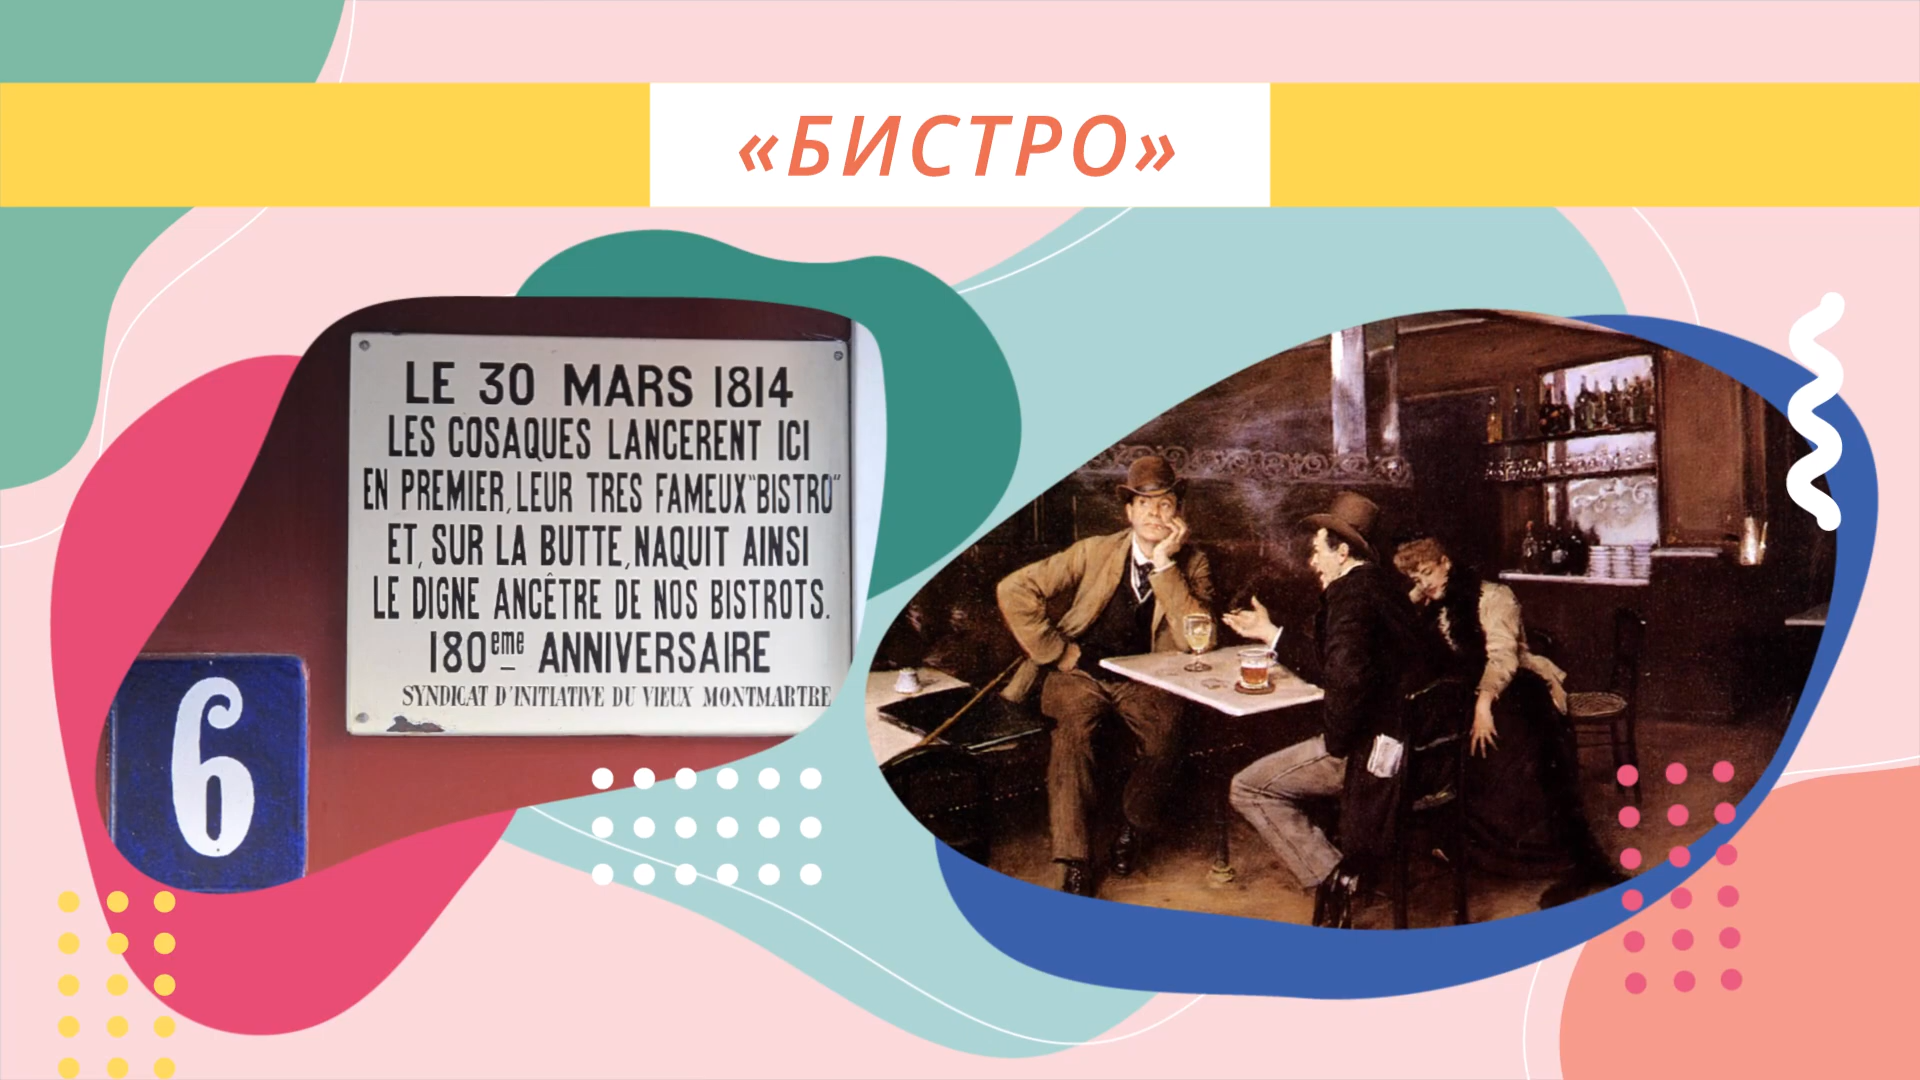 «БИСТРО»
LE 30 MARS 1814
LES COSAQUES LANCERENT ICI
EN PREMIER, LEUR TRES FAMEUX "BISTRO"
ET, SUR LA BUTTE, NAQUIT AINSI
LE DIGNE ANCÊTRE DE NOS BISTROTS.
180eme ANNIVERSAIRE
SYNDICAT D'INITIATIVE DU VIEUX MONTMARTRE
6